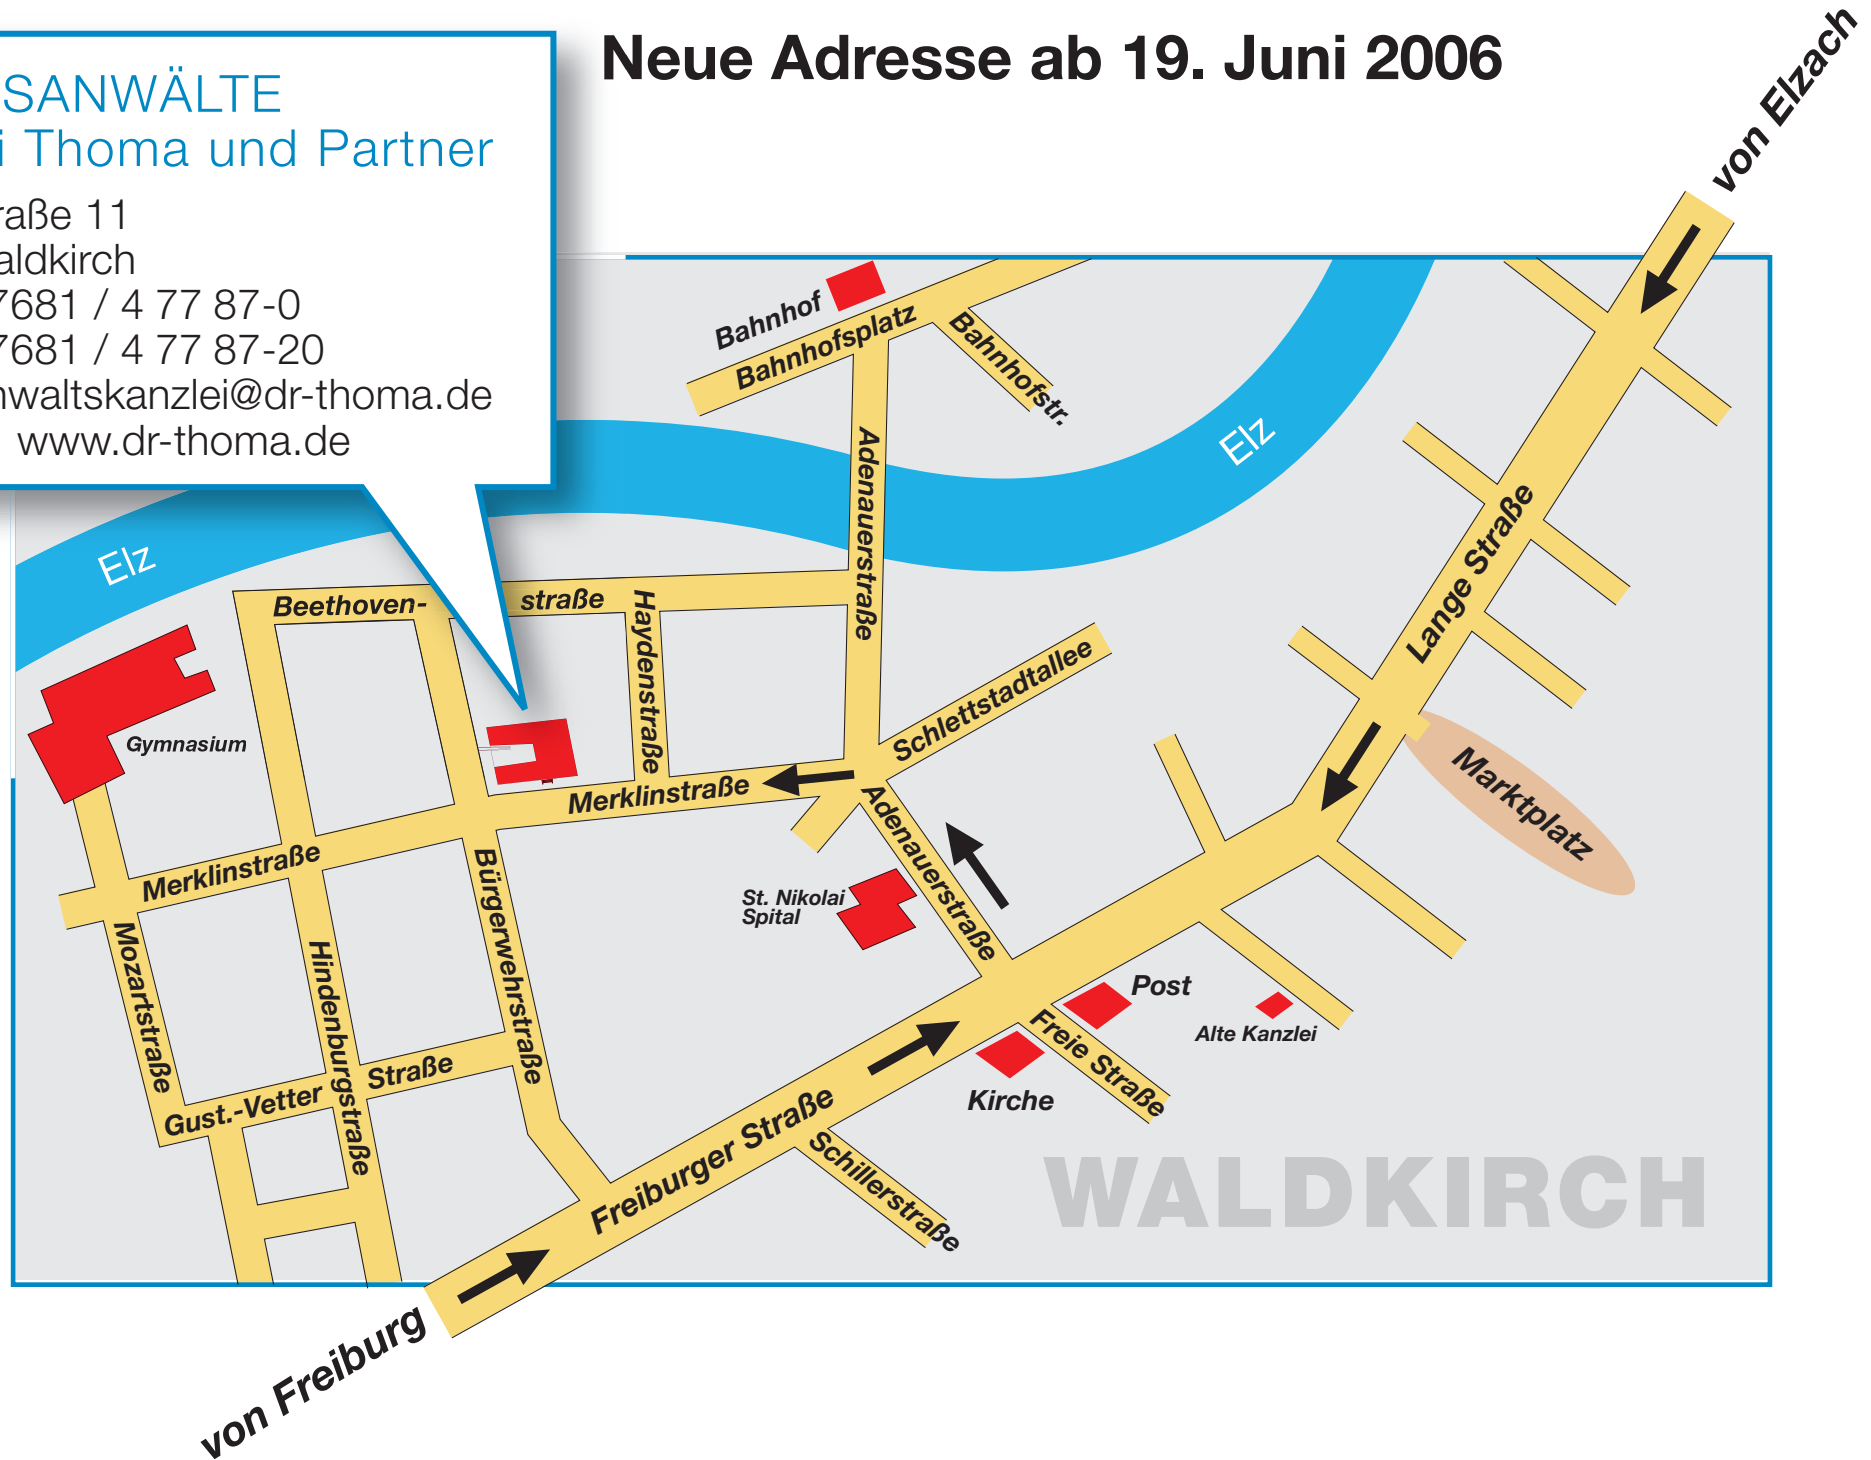 Neue Adresse ab 19. Juni 2006
von Elzach
SANWÄLTE
i Thoma und Partner
raße 11
aldkirch
7681 / 4 77 87-0
7681 / 4 77 87-20
nwaltskanzlei@dr-thoma.de
www.dr-thoma.de
Bahnhof
Bahnhofsplatz
Bahnhofstr.
Elz
Elz
Adenauerstraße
Lange Straße
Beethoven-
straße
Haydenstraße
Schlettstadtallee
Gymnasium
Merklinstraße
Marktplatz
Merklinstraße
Adenauerstraße
St. Nikolai
Spital
Bürgerwehrstraße
Mozartstraße
Hindenburgstraße
Post
Alte Kanzlei
Freie Straße
Kirche
Gust.-Vetter
Straße
Freiburger Straße
Schillerstraße
WALDKIRCH
von Freiburg